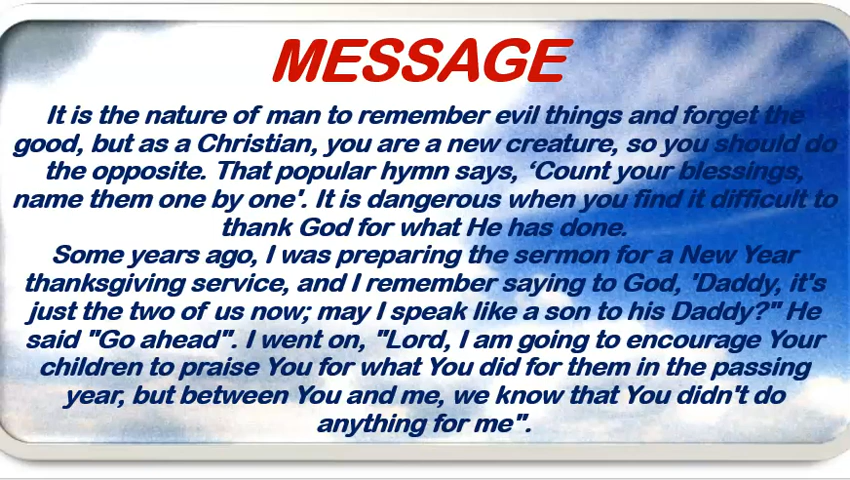 MESSAGE
It is the nature of man to remember evil things and forget the
good, but as a Christian, you are a new creature, so you should do
the opposite. That popular hymn says, ‘Count your blessings,
name them one by one'. It is dangerous when you find it difficult to
thank God for what He has done.
Some years ago, I was preparing the sermon for a New Year
thanksgiving service, and I remember saying to God, 'Daddy, it's
just the two of us now; may I speak like a son to his Daddy?" He
said "Go ahead". I went on, "Lord, I am going to encourage Your
children to praise You for what You did for them in the passing
year, but between You and me, we know that You didn't do
anything for me".